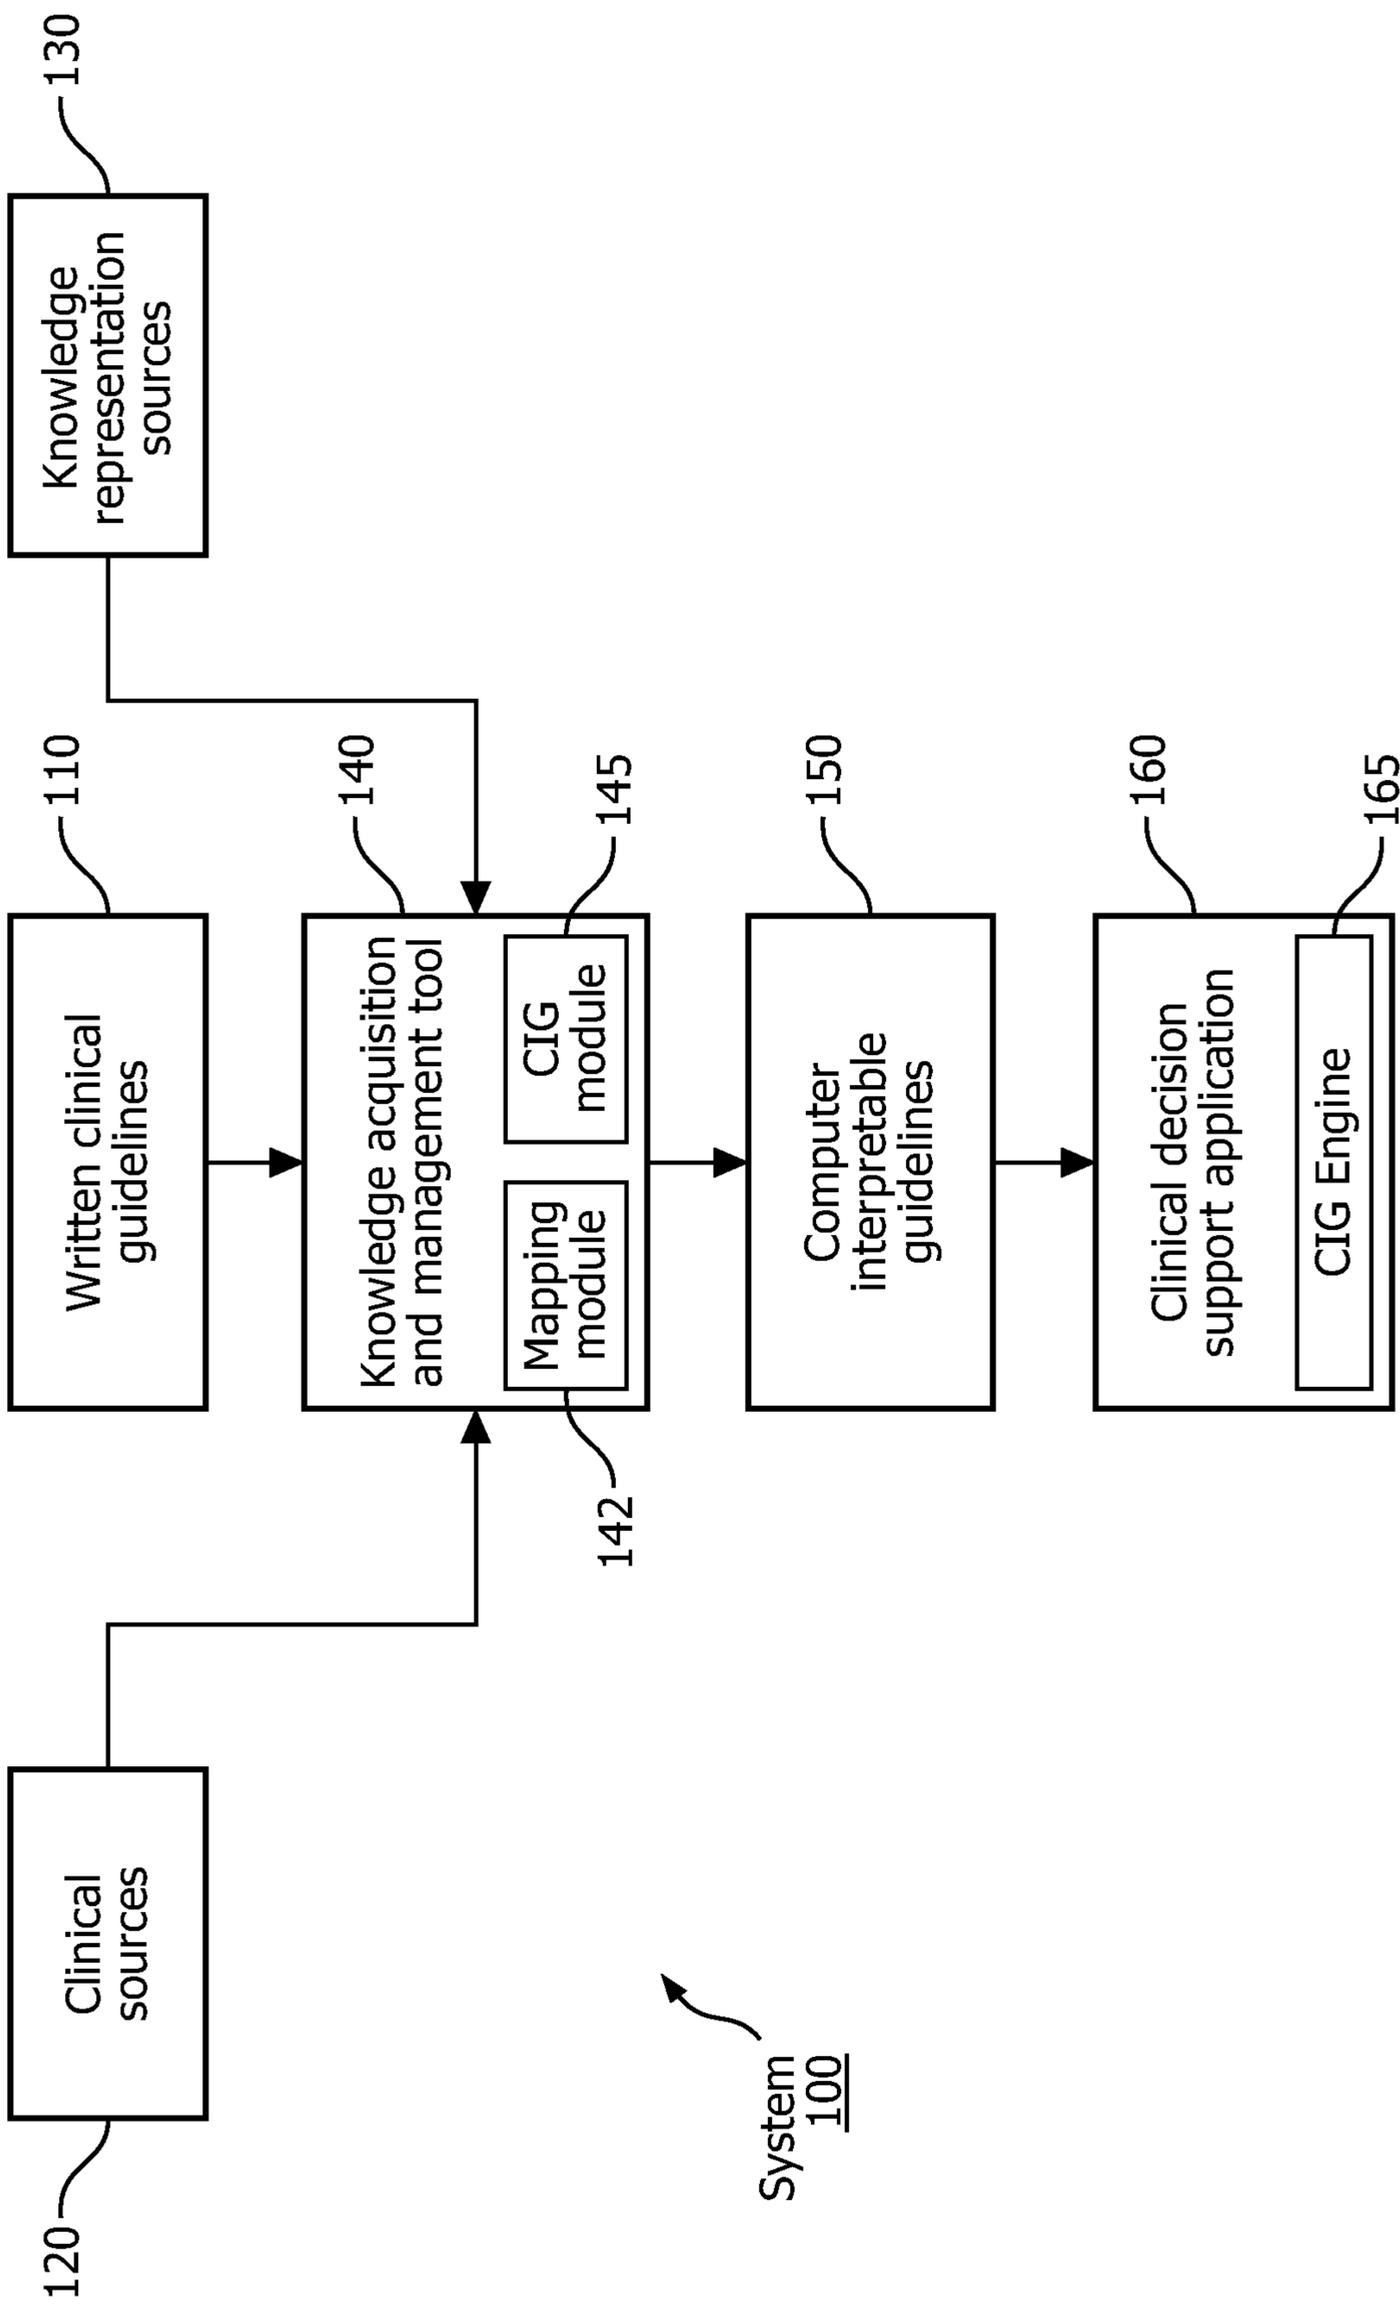 120
Clinical
sources
110
Written clinical
guidelines
130
Knowledge
representation
sources
140
Knowledge acquisition
and management tool
142
Mapping
module
145
CIG
module
System
100
150
Computer
interpretable
guidelines
160
Clinical decision
support application
165
CIG Engine